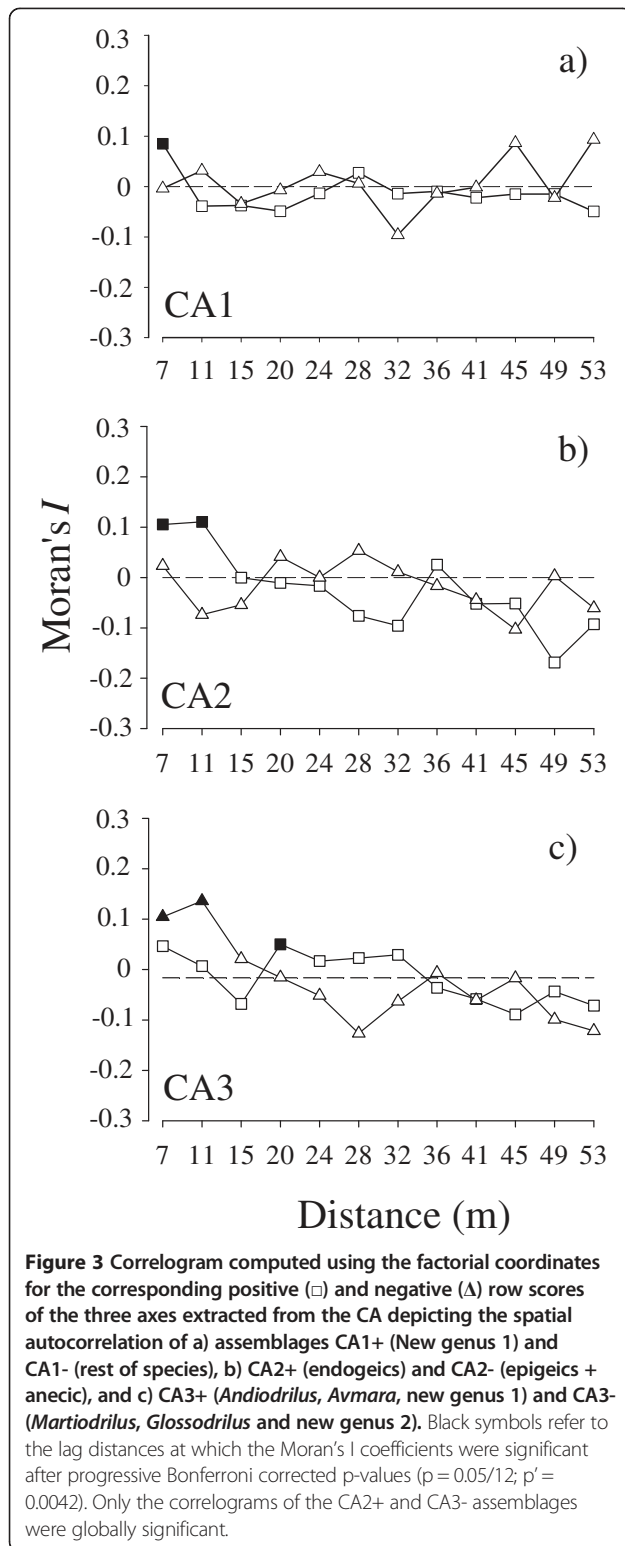 0.3
a)
0.2
0.1
0
-0.1
-0.2
CA1
-0.3
7 11 15 20 24 28 32 36 41 45 49 53
0.3
b)
0.2
0.1
0
-0.1
-0.2
CA2
-0.3
7 11 15 20 24 28 32 36 41 45 49 53
Moran's I
0.3
c)
0.2
0.1
0
-0.1
-0.2
CA3
-0.3
7 11 15 20 24 28 32 36 41 45 49 53
Distance (m)
Figure 3 Correlogram computed using the factorial coordinates
for the corresponding positive (□) and negative (Δ) row scores
of the three axes extracted from the CA depicting the spatial
autocorrelation of a) assemblages CA1+ (New genus 1) and
CA1- (rest of species), b) CA2+ (endogeics) and CA2- (epigeics +
anecic), and c) CA3+ (Andiodrilus, Avmara, new genus 1) and CA3-
(Martiodrilus, Glossodrilus and new genus 2). Black symbols refer to
the lag distances at which the Moran's I coefficients were significant
after progressive Bonferroni corrected p-values (p = 0.05/12; p' =
0.0042). Only the correlograms of the CA2+ and CA3- assemblages
were globally significant.